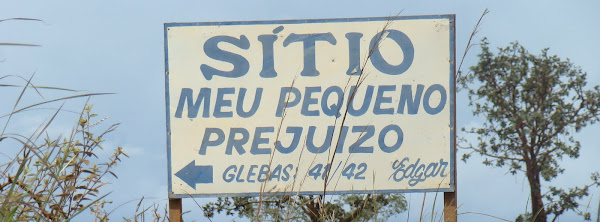 SÍTIO
MEU PEQUENO
PREJUIZO
GLEBAS: 41/42 Edgar